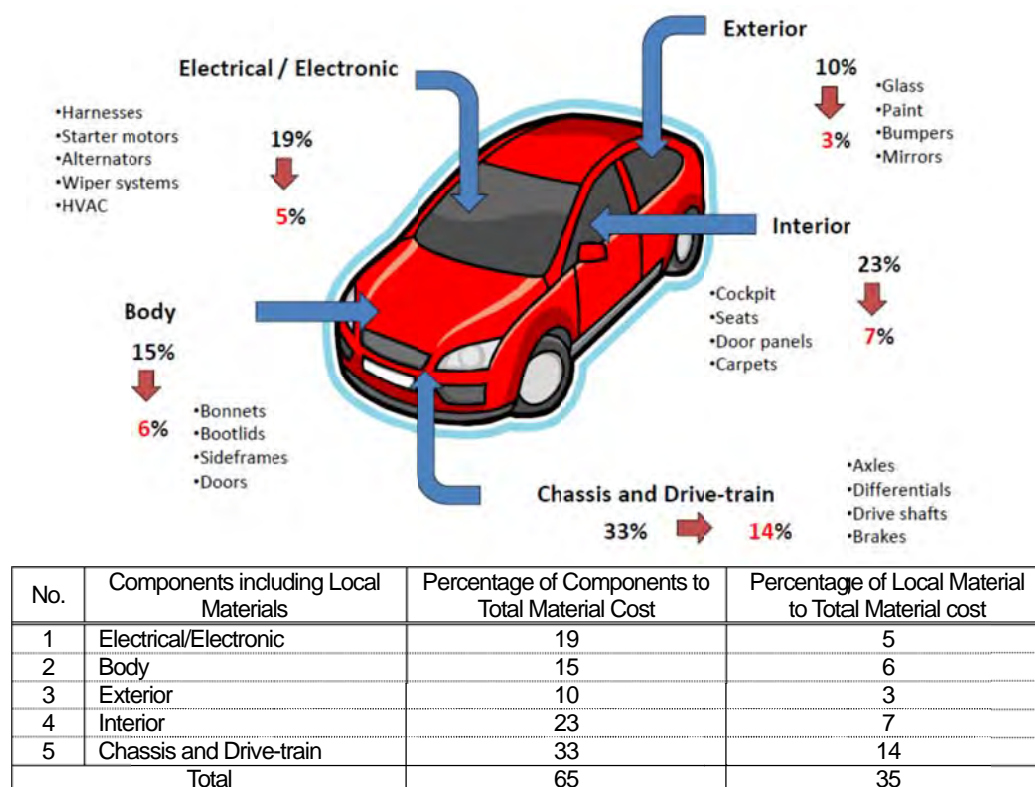 Exterior
Electrical / Electronic
10%
•Glass
•Paint
•Bumpers
•Mirrors
3%
•Harnesses
•Starter motors
•Alternators
•Wiper systems
•HVAC
19%
5%
Interior
23%
•Cockpit
•Seats
•Door panels
•Carpets
7%
Body
15%
6%
•Bonnets
•Bootlids
•Sideframes
•Doors
Chassis and Drive-train
33% 14%
•Axles
•Differentials
•Drive shafts
•Brakes
No. Components including Local Materials Percentage of Components to Total Material Cost Percentage of Local Material to Total Material cost
1 Electrical/Electronic 19 5
2 Body 15 6
3 Exterior 10 3
4 Interior 23 7
5 Chassis and Drive-train 33 14
Total 65 35